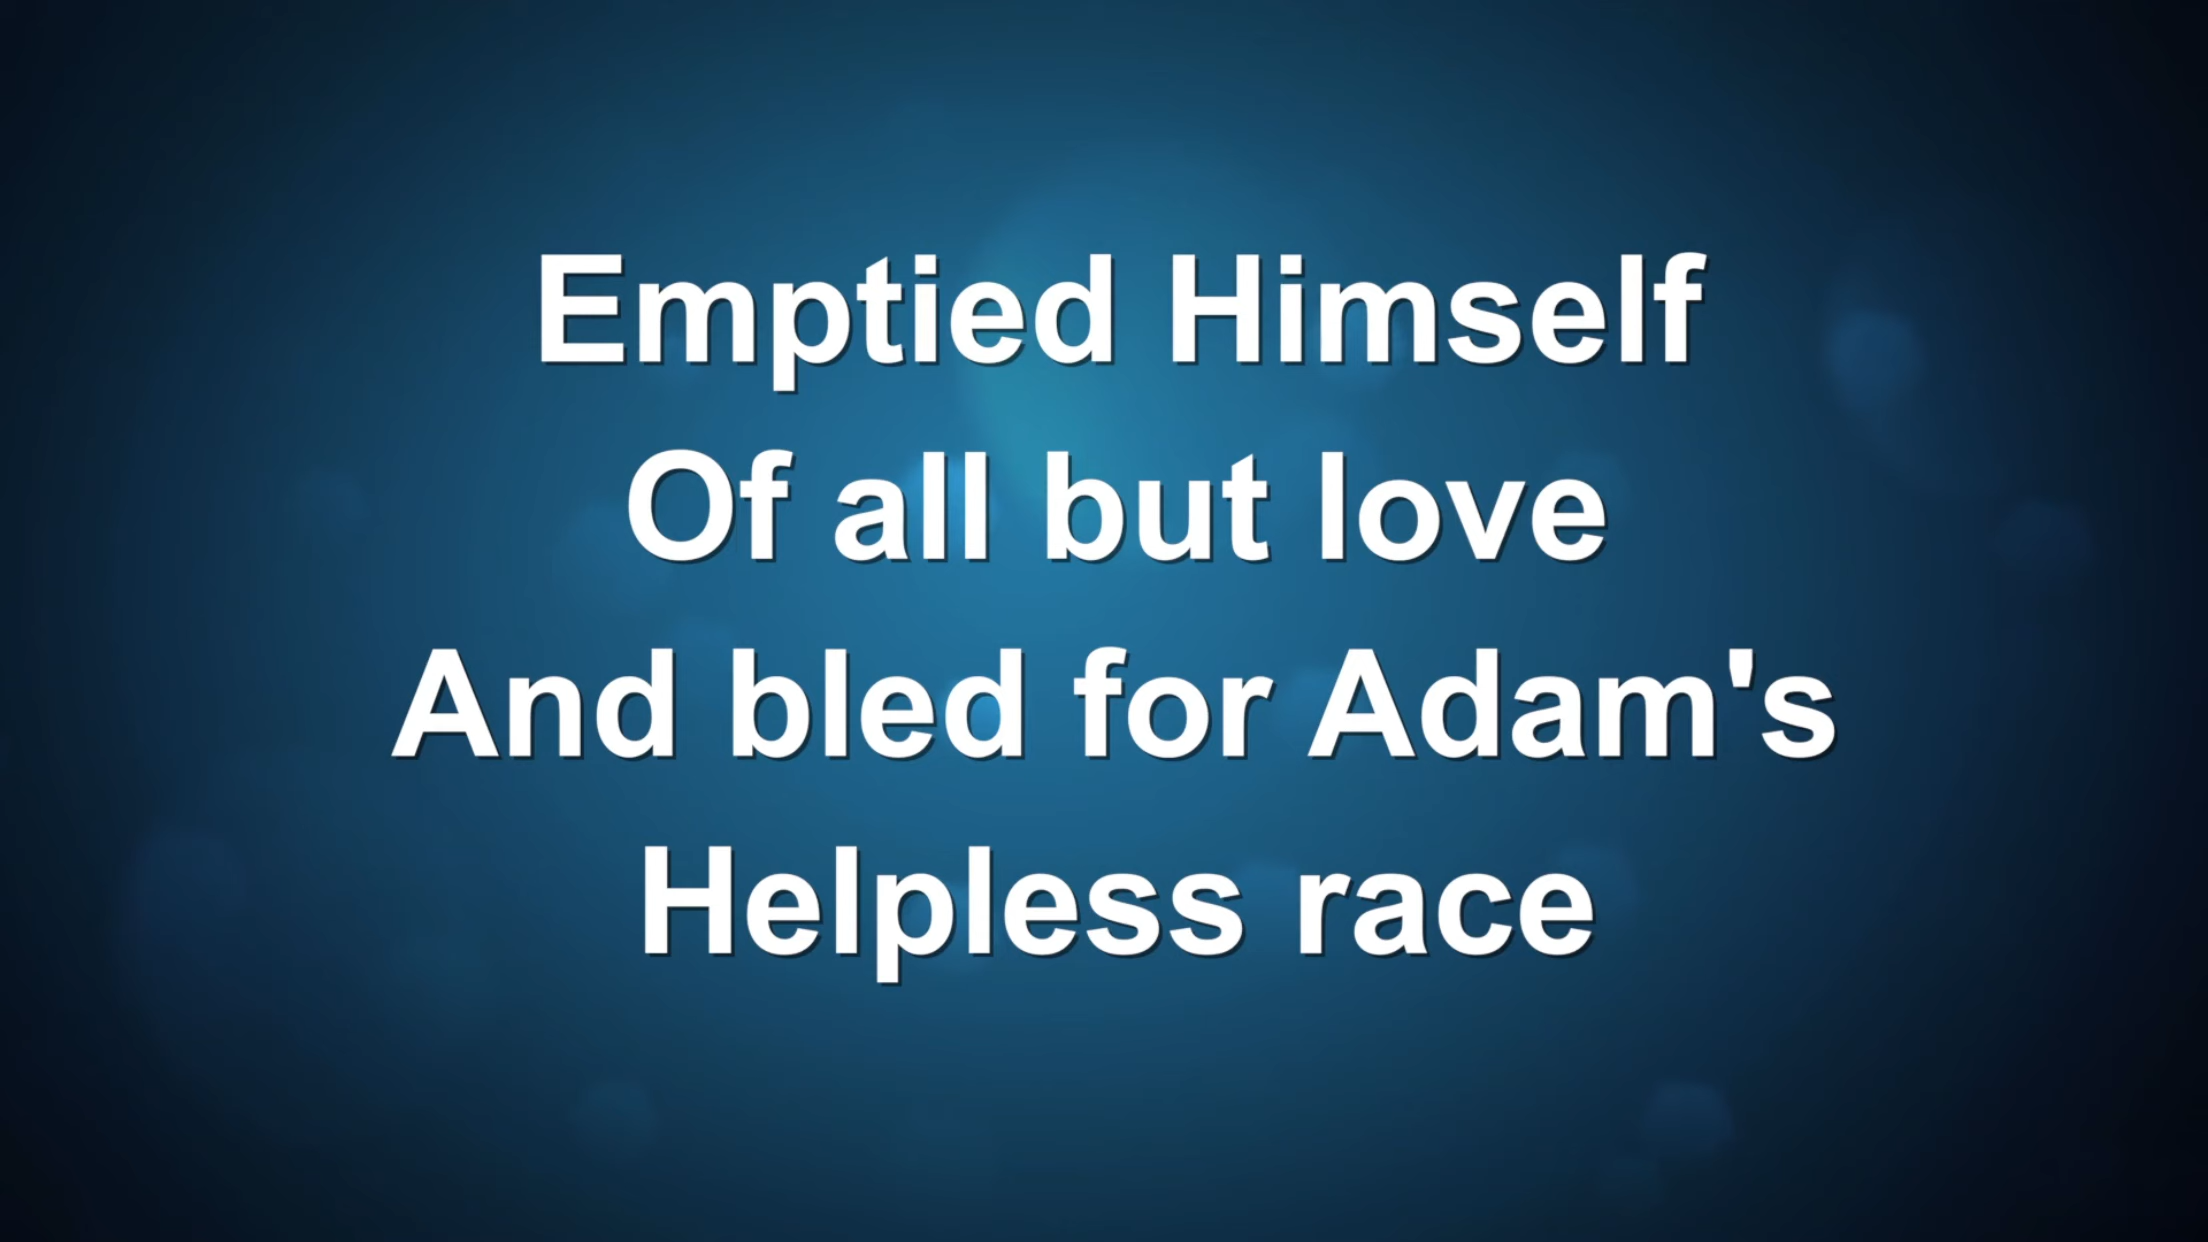 Emptied Himself
Of all but love
And bled for Adam's
Helpless race